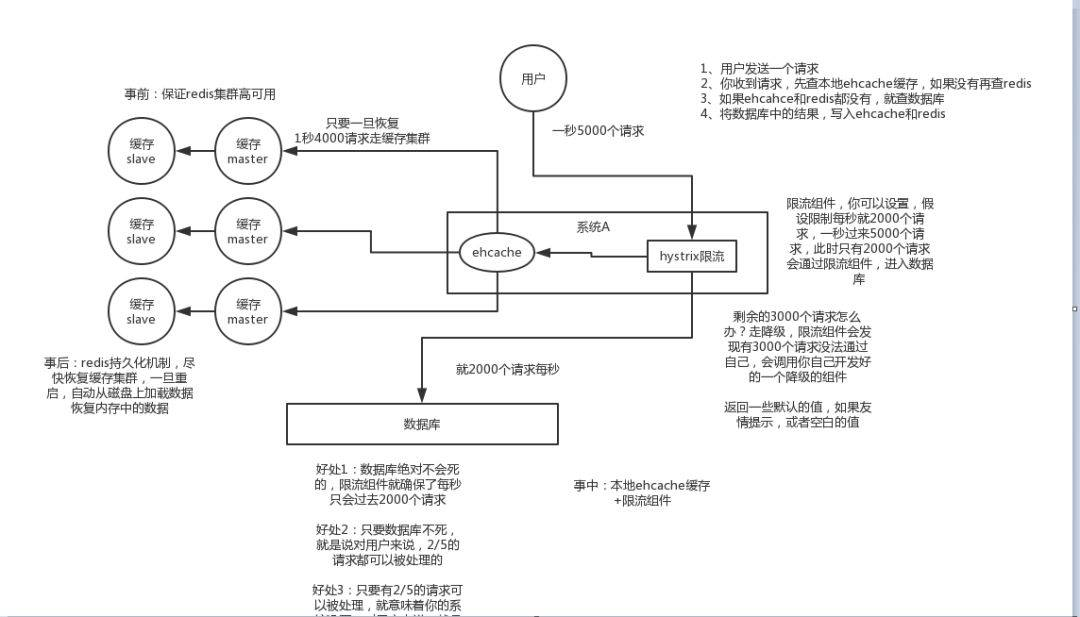 用户
1、用户发送一个请求
2、你收到请求，先查本地ehcache缓存，如果没有再查redis
3、如果ehcahce和redis都没有，就查数据库
4、将数据库中的结果，写入ehcache和redis
事前：保证redis集群高可用
只要一旦恢复
1秒4000请求走缓存集群
一秒5000个请求
缓存
slave
缓存
master
缓存
slave
缓存
master
缓存
slave
缓存
master
系统A
ehcache
hystrix限流
限流组件，你可以设置，假
设限制每秒就2000个请
求，一秒过来5000个请
求，此时只有2000个请求
会通过限流组件，进入数据
库
剩余的3000个请求怎么
办？走降级，限流组件会发
现有3000个请求没法通过
自己，会调用你自己开发好
的一个降级的组件
返回一些默认的值，如果友
情提示，或者空白的值
事后：redis持久化机制，尽
快恢复缓存集群，一旦重
启，自动从磁盘上加载数据
恢复内存中的数据
就2000个请求每秒
数据库
好处1：数据库绝对不会死
的，限流组件就确保了每秒
只会过去2000个请求
好处2：只要数据库不死，
就是说对用户来说，2/5的
请求都可以被处理的
好处3：只要有2/5的请求可
以被处理，就意味着你的系
事中：本地ehcache缓存
+限流组件